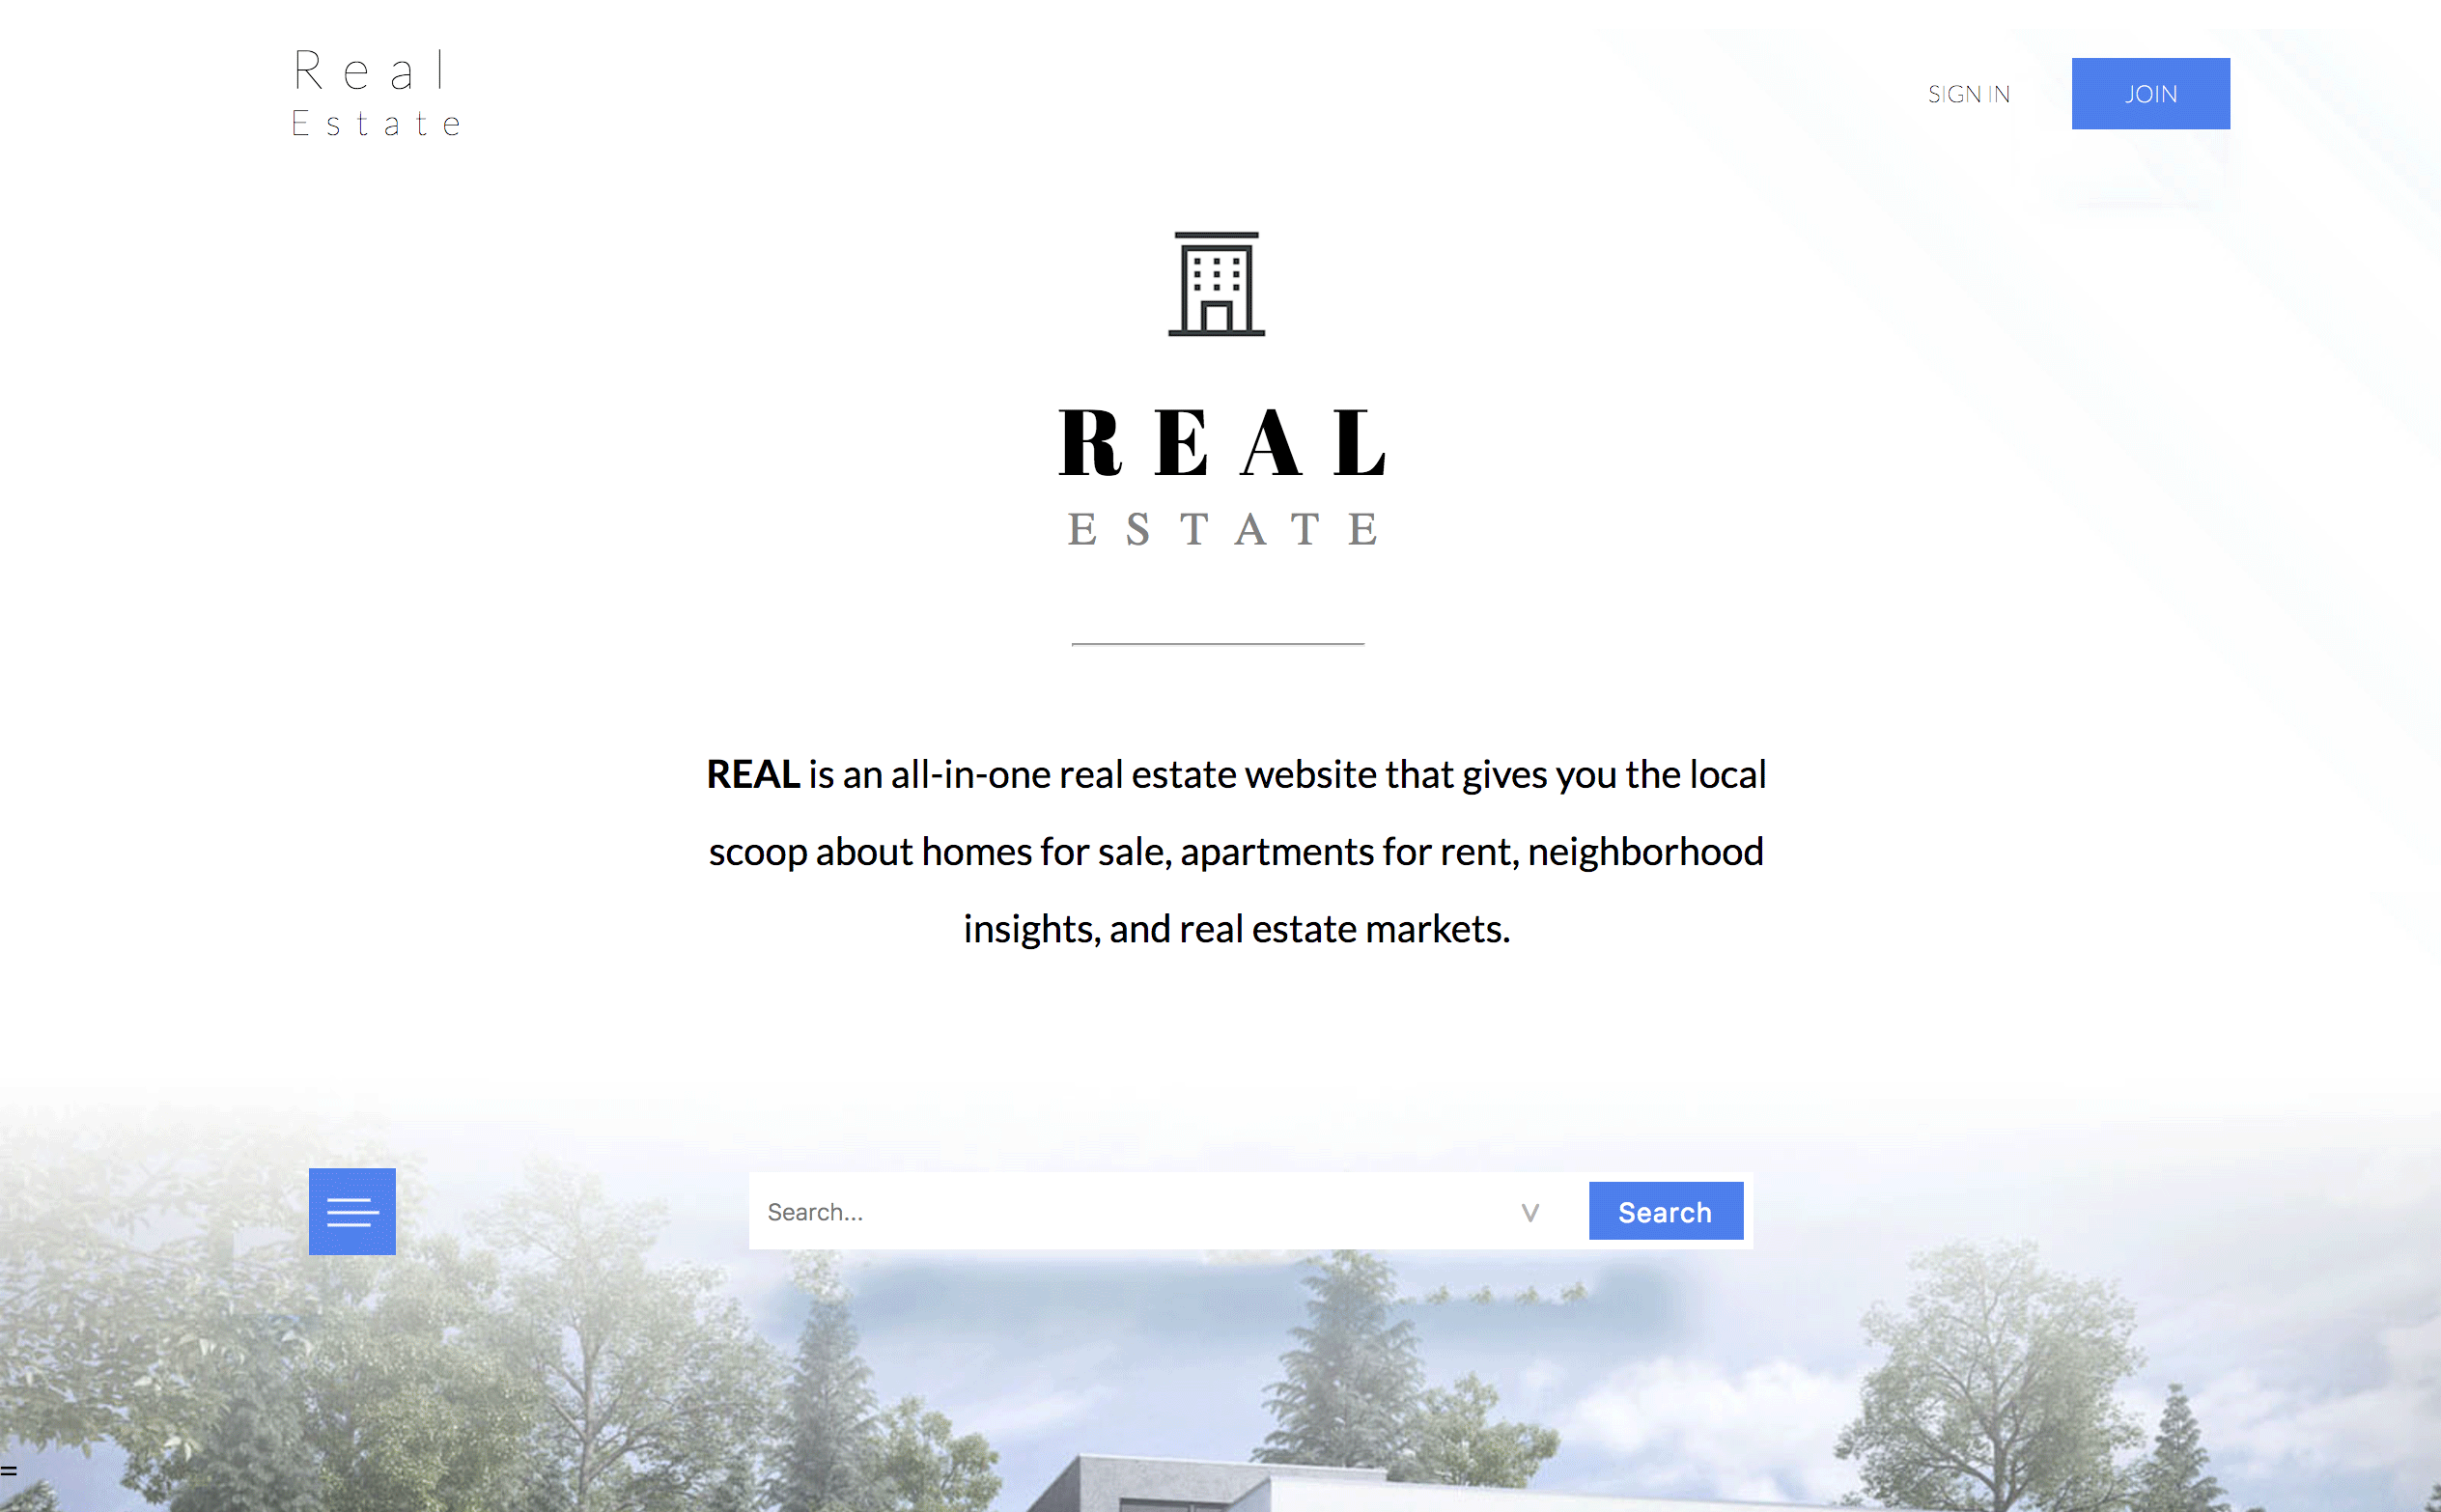 Real
Estate
SIGN IN
JOIN
REAL
ESTATE
REAL is an all-in-one real estate website that gives you the local
scoop about homes for sale, apartments for rent, neighborhood
insights, and real estate markets.
Search...
V
Search
=